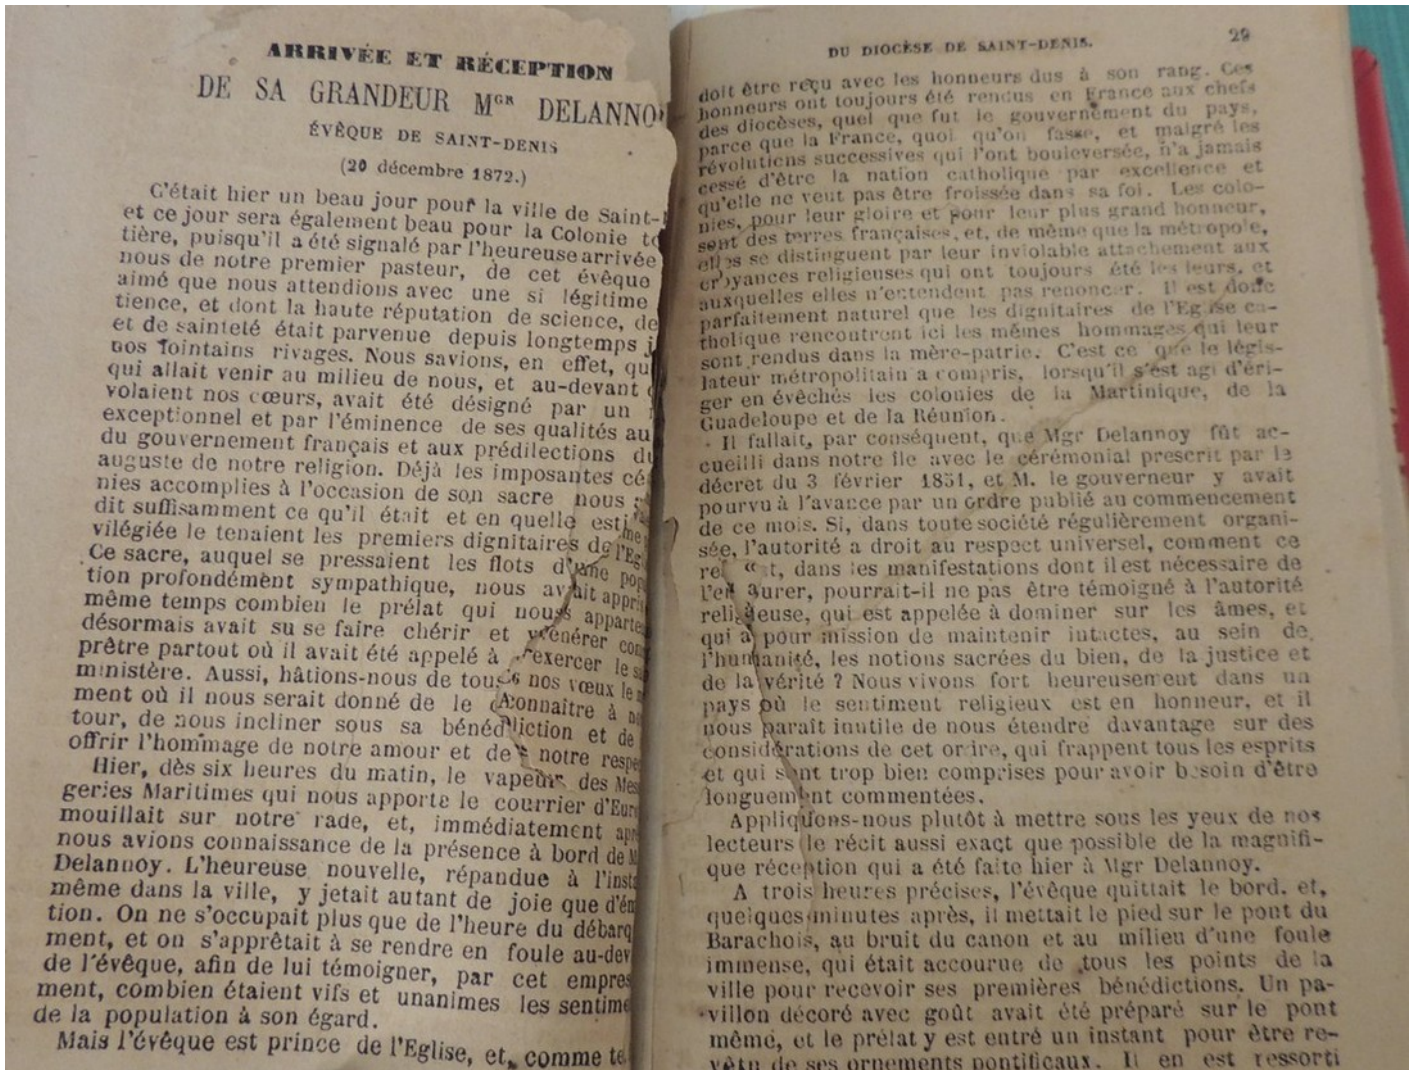 ARRIVÉE ET RÉCEPTION
DE SA GRANDEUR Mᴳᴿ DELANNO
ÉVÊQUE DE SAINT-DENIS
(20 décembre 1872.)
C'était hier un beau jour pour la ville de Saint-
et ce jour sera également beau pour la Colonie
tière, puisqu'il a été signalé par l'heureuse arrivée
nous de notre premier pasteur, de cet évêque
aimé que nous attendions avec une si légitime
tience, et dont la haute réputation de science, de
et de sainteté était parvenue depuis longtemps j
nos lointains rivages. Nous savions, en effet, qu
qui allait venir au milieu de nous, et au-devant
volaient nos cœurs, avait été désigné par un
exceptionnel et par l'éminence de ses qualités au
du gouvernement français et aux prédilections d
auguste de notre religion. Déjà les imposantes cé
nies accomplies à l'occasion de son sacre nous
dit suffisamment ce qu'il était et en quelle esti
vilégiée le tenaient les premiers dignitaires de l'Eg
Ce sacre, auquel se pressaient les flots d'une pop
tion profondément sympathique, nous avait appri
même temps combien le prélat qui nous apparte
désormais avait su se faire chérir et vénérer com
prêtre partout où il avait été appelé à exercer le s
ministère. Aussi, hâtions-nous de tous nos vœux le
ment où il nous serait donné de le connaître à n
tour, de nous incliner sous sa bénédiction et de
offrir l'hommage de notre amour et de notre respe
Hier, dès six heures du matin, le vapeur des Mes
geries Maritimes qui nous apporte le courrier d'Eur
mouillait sur notre rade, et, immédiatement apr
nous avions connaissance de la présence à bord de M
Delannoy. L'heureuse nouvelle, répandue à l'inst
même dans la ville, y jetait autant de joie que d'ém
tion. On ne s'occupait plus que de l'heure du débarq
ment, et on s'apprêtait à se rendre en foule au-dev
de l'évêque, afin de lui témoigner, par cet empres
ment, combien étaient vifs et unanimes les sentime
de la population à son égard.
Mais l'évêque est prince de l'Eglise, et, comme te
DU DIOCÈSE DE SAINT-DENIS. 29
doit être reçu avec les honneurs dus à son rang. Ces
honneurs ont toujours été rendus en France aux chefs
des diocèses, quel que fut le gouvernement du pays,
parce que la France, quoi qu'on fasse, et malgré les
révolutions successives qui l'ont bouleversée, n'a jamais
cessé d'être la nation catholique par excellence et
qu'elle ne veut pas être froissée dans sa foi. Les colo-
nies, pour leur gloire et pour leur plus grand honneur,
sont des terres françaises, et, de même que la métropole,
elles se distinguent par leur inviolable attachement aux
croyances religieuses qui ont toujours été les leurs, et
auxquelles elles n'entendent pas renoncer. Il est donc
parfaitement naturel que les dignitaires de l'Eglise ca-
tholique rencontrent ici les mêmes hommages qui leur
sont rendus dans la mère-patrie. C'est ce que le légis-
lateur métropolitain a compris, lorsqu'il s'est agi d'éri-
ger en évêchés les colonies de la Martinique, de la
Guadeloupe et de la Réunion.
Il fallait, par conséquent, que Mgr Delannoy fût ac-
cueilli dans notre île avec le cérémonial prescrit par le
décret du 3 février 1851, et M. le gouverneur y avait
pourvu à l'avance par un ordre publié au commencement
de ce mois. Si, dans toute société régulièrement organi-
sée, l'autorité a droit au respect universel, comment ce
re t, dans les manifestations dont il est nécessaire de
l'en urer, pourrait-il ne pas être témoigné à l'autorité
religieuse, qui est appelée à dominer sur les âmes, et
qui a pour mission de maintenir intactes, au sein de
l'humanité, les notions sacrées du bien, de la justice et
de la vérité ? Nous vivons fort heureusement dans un
pays où le sentiment religieux est en honneur, et il
nous paraît inutile de nous étendre davantage sur des
considérations de cet ordre, qui frappent tous les esprits
et qui sont trop bien comprises pour avoir besoin d'être
longuement commentées.
Appliquons-nous plutôt à mettre sous les yeux de nos
lecteurs le récit aussi exact que possible de la magnifi-
que réception qui a été faite hier à Mgr Delannoy.
A trois heures précises, l'évêque quittait le bord, et,
quelques minutes après, il mettait le pied sur le pont du
Barachois, au bruit du canon et au milieu d'une foule
immense, qui était accourue de tous les points de la
ville pour recevoir ses premières bénédictions. Un pa-
villon décoré avec goût avait été préparé sur le pont
même, et le prélat y est entré un instant pour être re-
vêtu de ses ornements pontificaux. Il en est ressorti